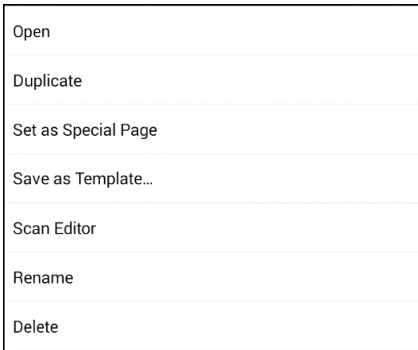 Open
Duplicate
Set as Special Page
Save as Template…
Scan Editor
Rename
Delete